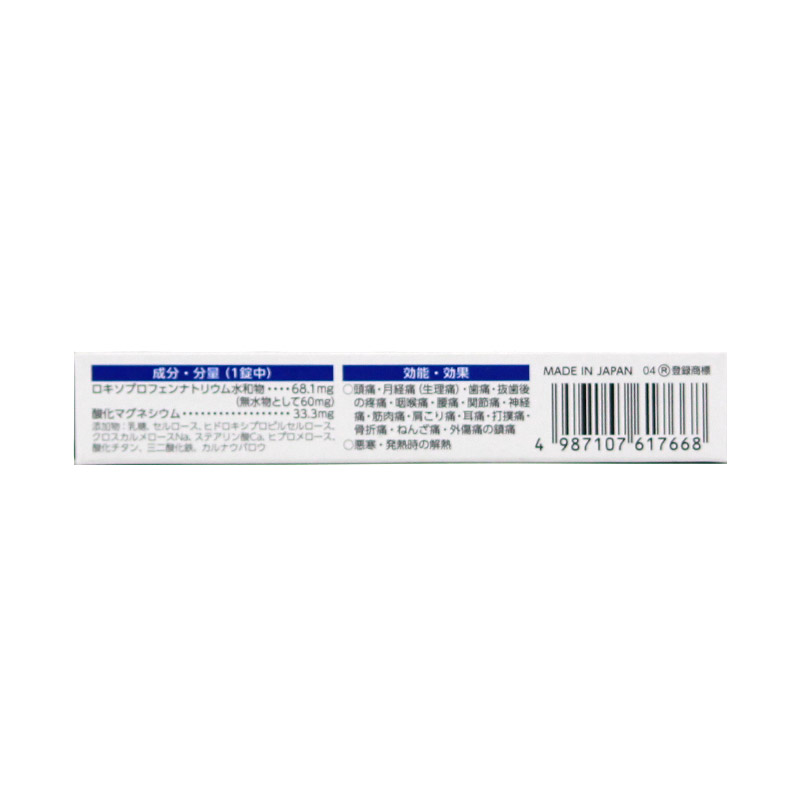 成分・分量(1錠中)
ロキソプロフェンナトリウム水和物････68.1mg
(無水物として60mg)
酸化マグネシウム･･････････････････33.3mg
添加物:乳糖、セルロース、ヒドロキシプロピルセルロース、
クロスカルメロースNa、ステアリン酸Ca、ヒプロメロース、
酸化チタン、三二酸化鉄、カルナウバロウ
効能・効果
○頭痛・月経痛(生理痛)・歯痛・抜歯後
の疼痛・咽喉痛・腰痛・関節痛・神経
痛・筋肉痛・肩こり痛・耳痛・打撲痛・
骨折痛・ねんざ痛・外傷痛の鎮痛
○悪寒・発熱時の解熱
MADE IN JAPAN 04 ®登録商標
4 987107 617668